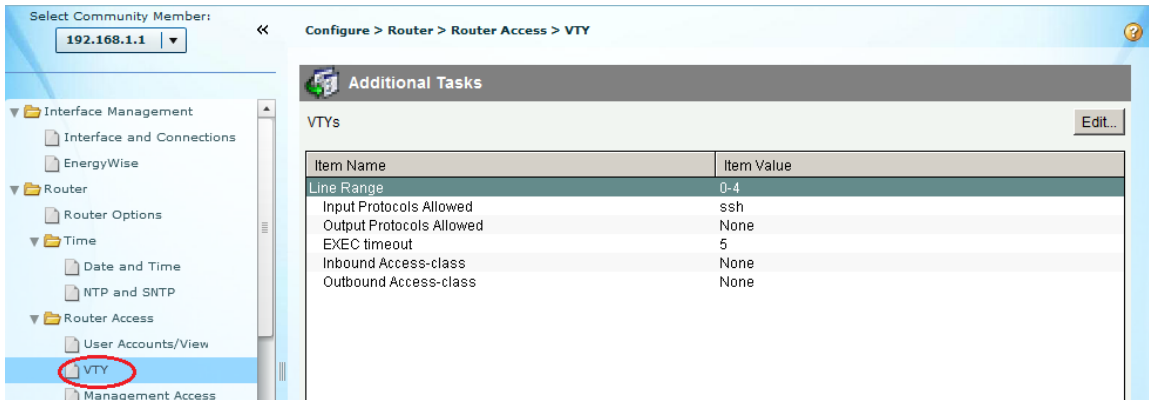 Select Community Member:
192.168.1.1
«
Configure > Router > Router Access > VTY
?
Interface Management
Interface and Connections
EnergyWise
Router
Router Options
Time
Date and Time
NTP and SNTP
Router Access
User Accounts/View
VTY
Management Access
Additional Tasks
VTYs
Edit...
Item Name Item Value
Line Range 0-4
Input Protocols Allowed ssh
Output Protocols Allowed None
EXEC timeout 5
Inbound Access-class None
Outbound Access-class None